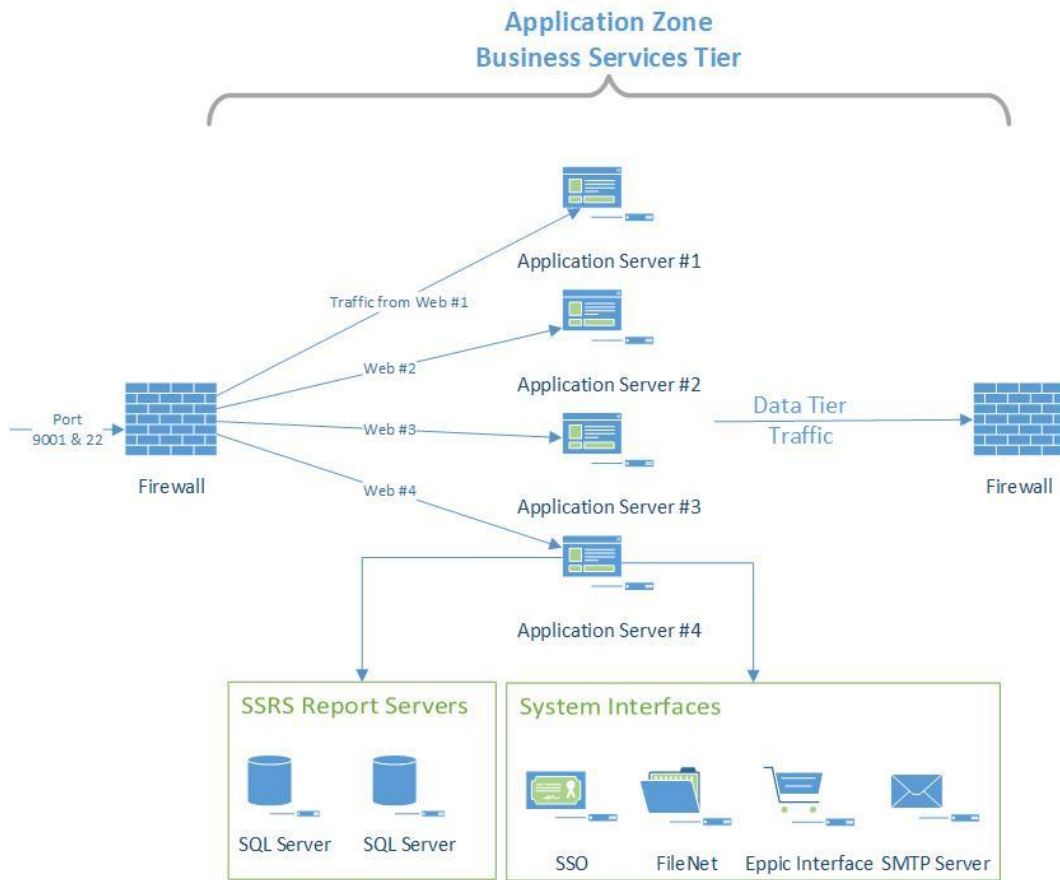 Application Zone
Business Services Tier
Application Server #1
Traffic from Web #1
Web #2
Application Server #2
Port
9001 & 22
Web #3
Data Tier
Traffic
Firewall
Firewall
Web #4
Application Server #3
Application Server #4
SSRS Report Servers
SQL Server
SQL Server
System Interfaces
SSO
FileNet
Eppic Interface
SMTP Server